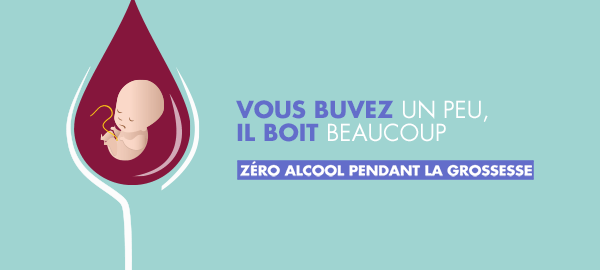 VOUS BUVEZ UN PEU,
IL BOIT BEAUCOUP
ZÉRO ALCOOL PENDANT LA GROSSESSE